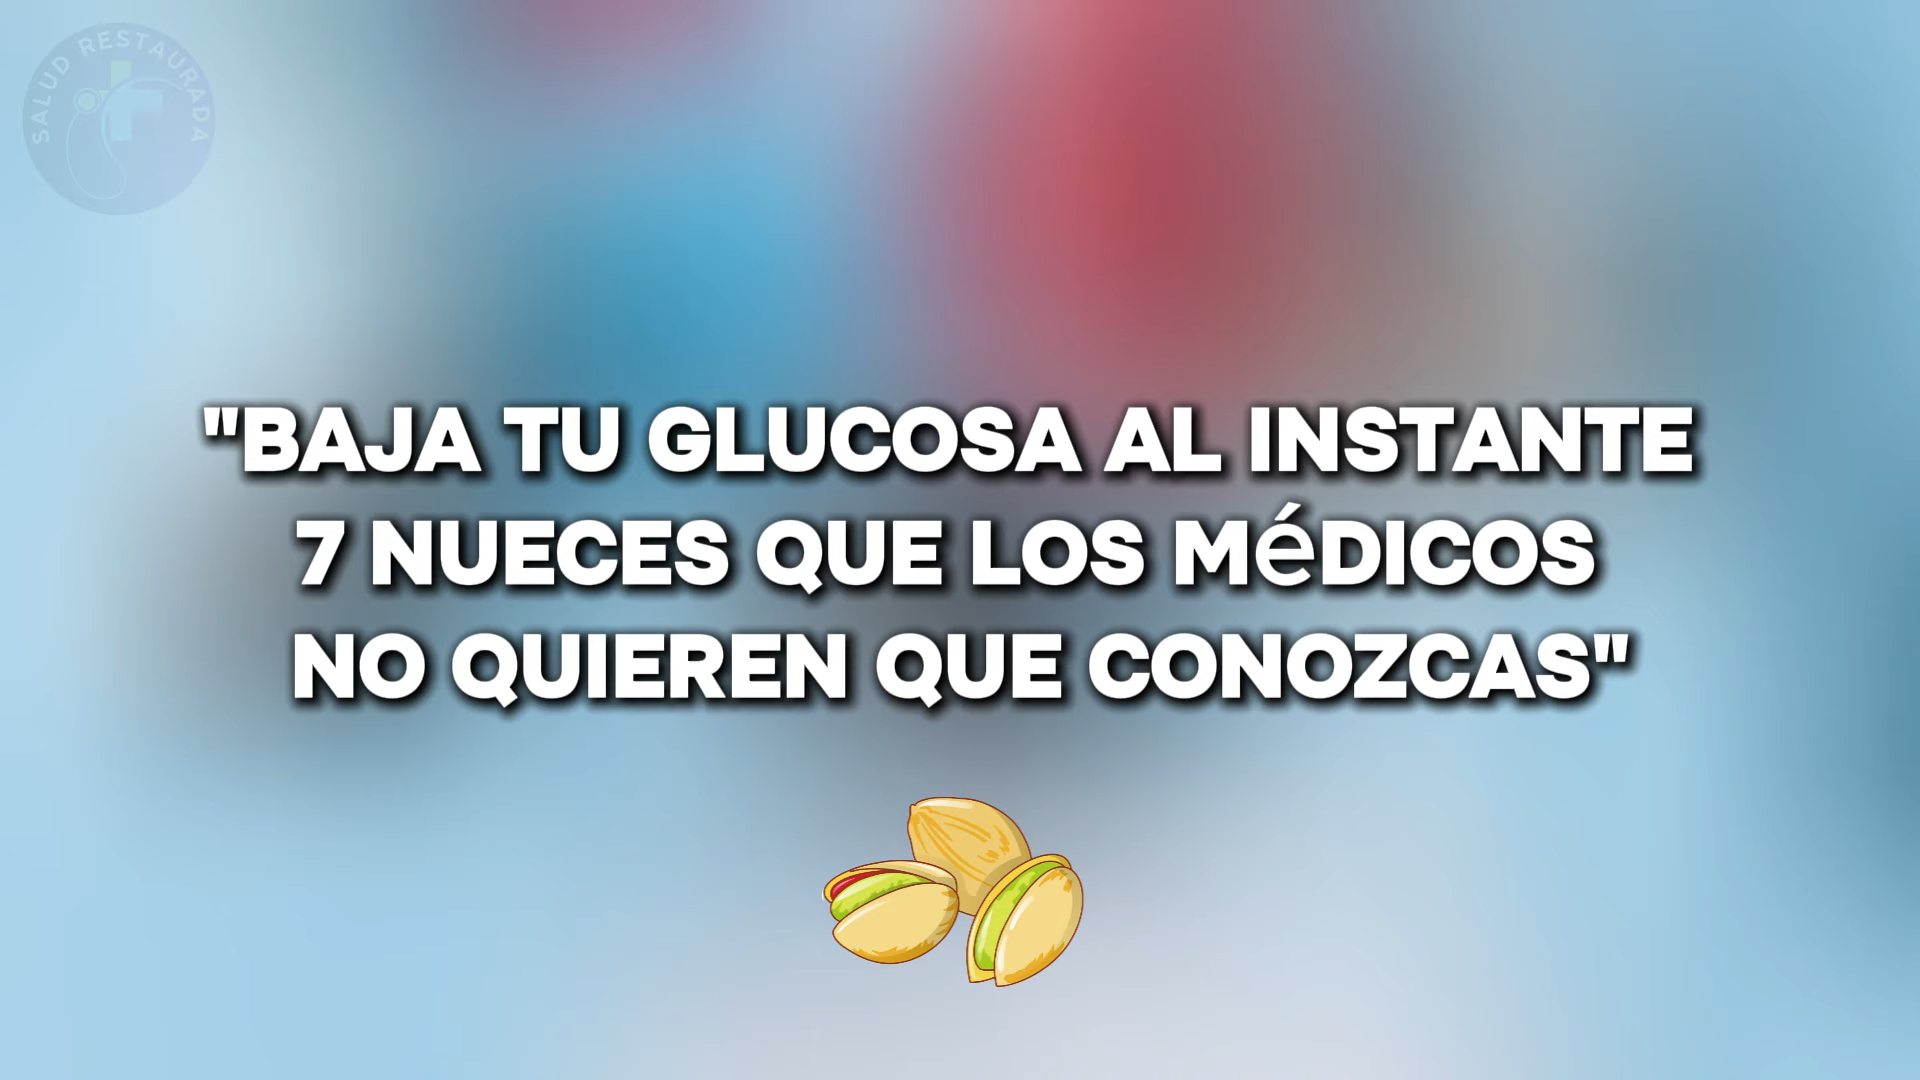 SALUD RESTAURADA
"BAJA TU GLUCOSA AL INSTANTE
7 NUECES QUE LOS MéDICOS
NO QUIEREN QUE CONOZCAS"